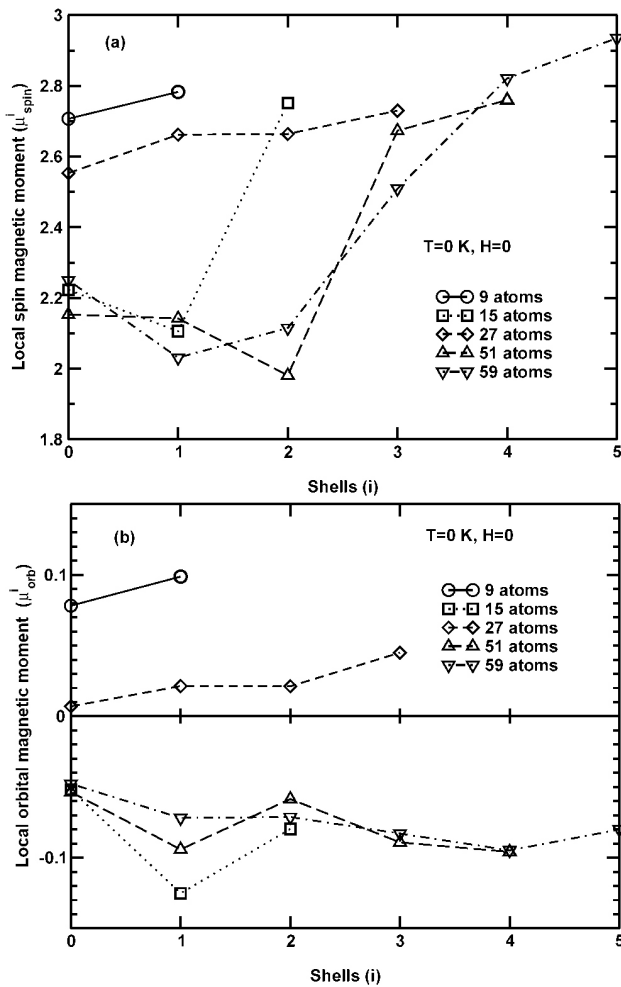 (a)
Local spin magnetic moment (μ^i_spin)
3
2.8
2.6
2.4
2.2
2
1.8
T=0 K, H=0
9 atoms
15 atoms
27 atoms
51 atoms
59 atoms
0 1 2 3 4 5
Shells (i)
(b)
Local orbital magnetic moment (μ^i_orb)
0.1
0
-0.1
T=0 K, H=0
9 atoms
15 atoms
27 atoms
51 atoms
59 atoms
0 1 2 3 4 5
Shells (i)